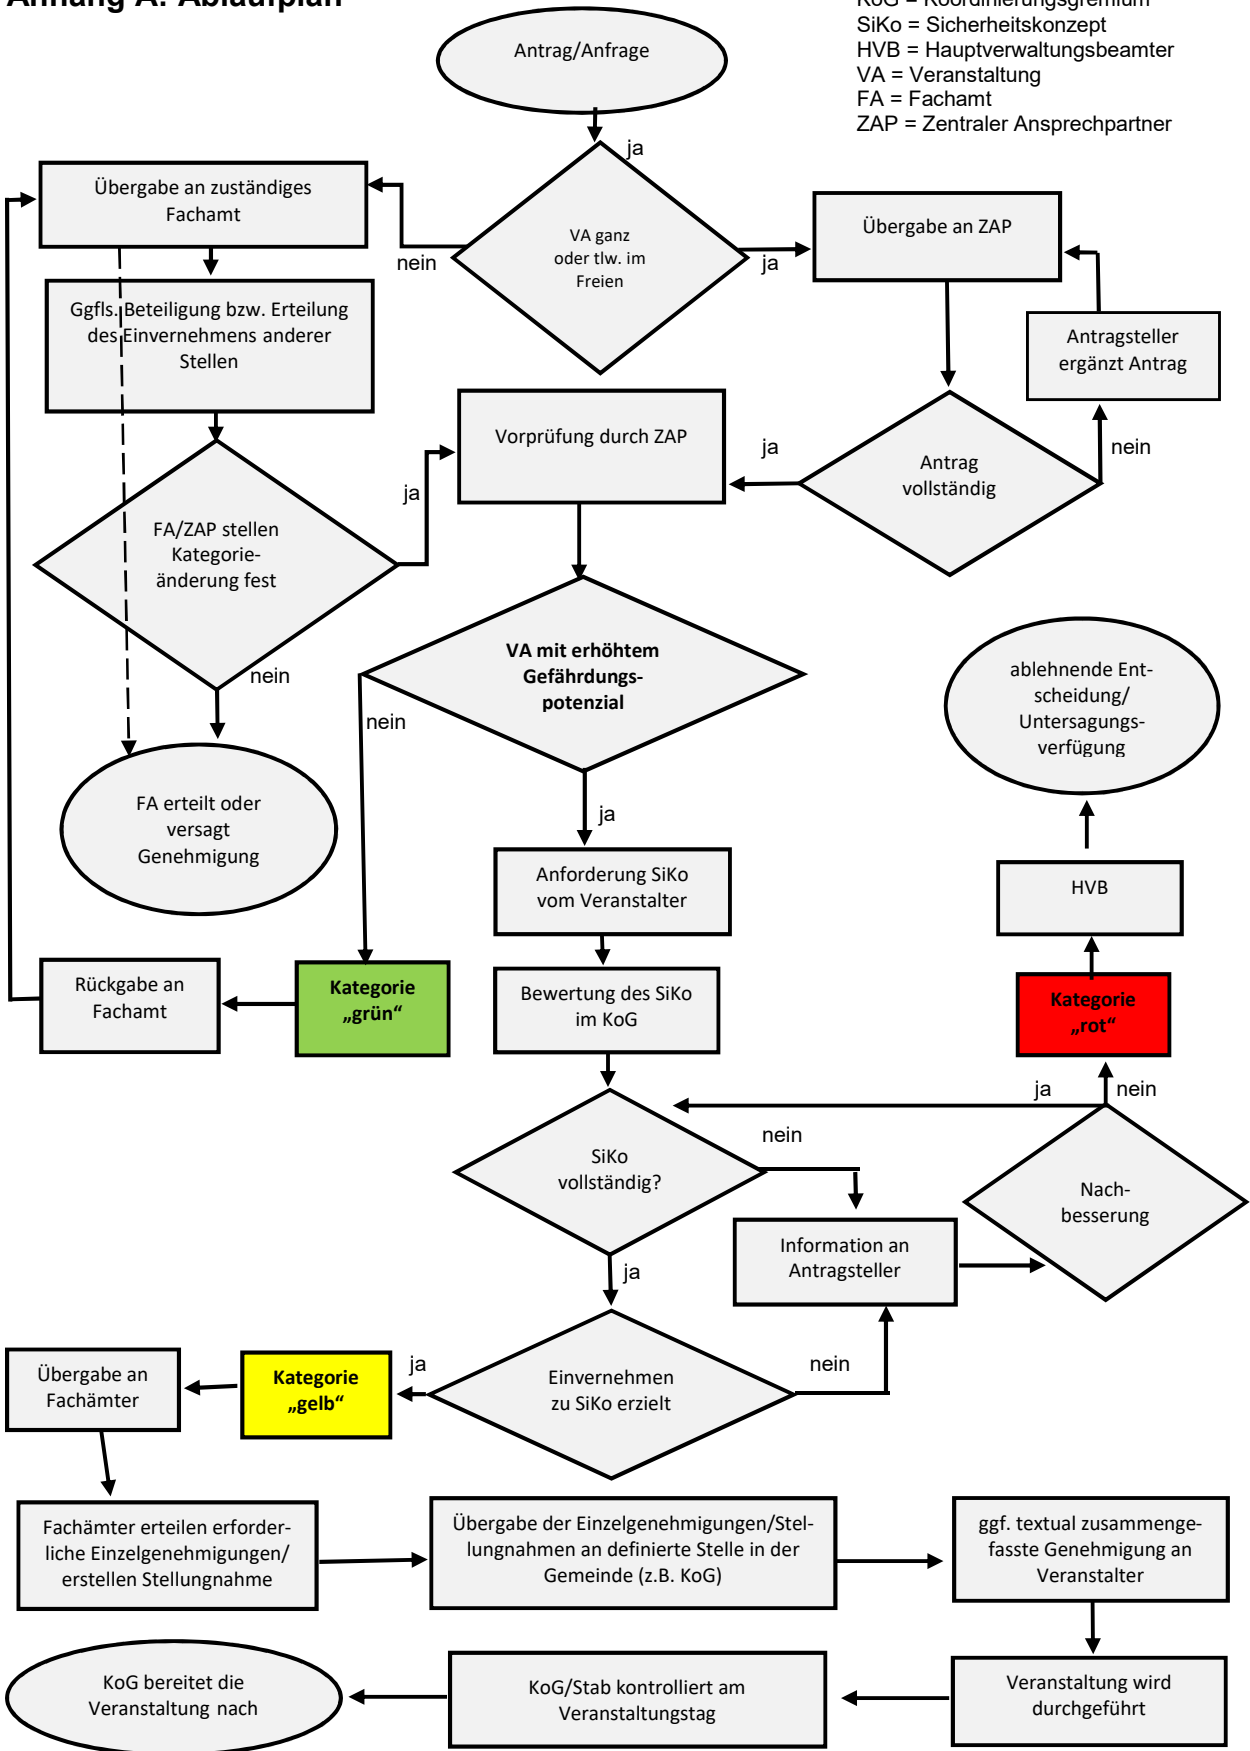 Anhang A: Ablaufplan
KoG = Koordinierungsgremium
SiKo = Sicherheitskonzept
HVB = Hauptverwaltungsbeamter
VA = Veranstaltung
FA = Fachamt
ZAP = Zentraler Ansprechpartner
Antrag/Anfrage
ja
Übergabe an zuständiges
Fachamt
VA ganz
oder tlw. im
Freien
nein
ja
Übergabe an ZAP
Ggfls. Beteiligung bzw. Erteilung
des Einvernehmens anderer
Stellen
Antragsteller
ergänzt Antrag
Vorprüfung durch ZAP
ja
Antrag
vollständig
nein
FA/ZAP stellen
Kategorie-
änderung fest
ja
nein
VA mit erhöhtem
Gefährdungs-
potenzial
nein
ja
ablehnende Ent-
scheidung/
Untersagungs-
verfügung
FA erteilt oder
versagt
Genehmigung
Anforderung SiKo
vom Veranstalter
HVB
Rückgabe an
Fachamt
Kategorie
„grün“
Bewertung des SiKo
im KoG
Kategorie
„rot“
ja
nein
SiKo
vollständig?
nein
Nach-
besserung
Information an
Antragsteller
ja
Übergabe an
Fachämter
Kategorie
„gelb“
ja
Einvernehmen
zu SiKo erzielt
nein
Fachämter erteilen erforder-
liche Einzelgenehmigungen/
erstellen Stellungnahme
Übergabe der Einzelgenehmigungen/Stel-
lungnahmen an definierte Stelle in der
Gemeinde (z.B. KoG)
ggf. textual zusammenge-
fasste Genehmigung an
Veranstalter
KoG bereitet die
Veranstaltung nach
KoG/Stab kontrolliert am
Veranstaltungstag
Veranstaltung wird
durchgeführt